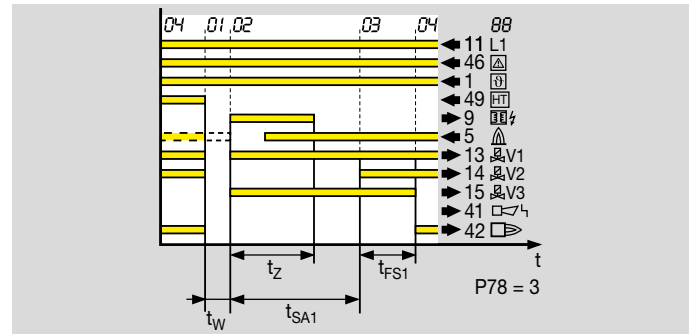 04 01 02 03 04 88
11 L1
46
1 ϑ
49 HT
9
5
13 V1
14 V2
15 V3
41
42
t
tZ tFS1
P78 = 3
tW tSA1